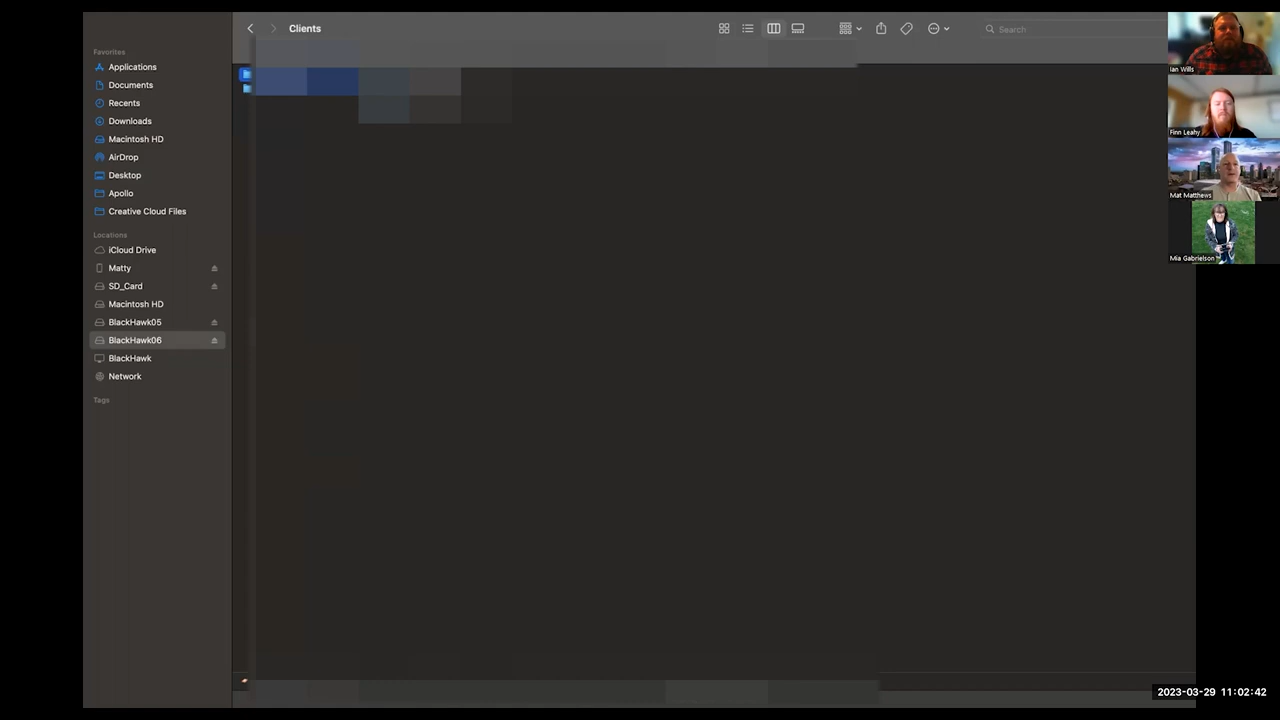 Clients
Search
Favorites
Applications
Documents
Recents
Downloads
Macintosh HD
AirDrop
Desktop
Apollo
Creative Cloud Files
Locations
iCloud Drive
Matty
SD_Card
Macintosh HD
BlackHawk05
BlackHawk06
BlackHawk
Network
Tags
Ian Wills
Finn Leahy
Mat Matthews
Mia Gabrielson
2023-03-29 11:02:42